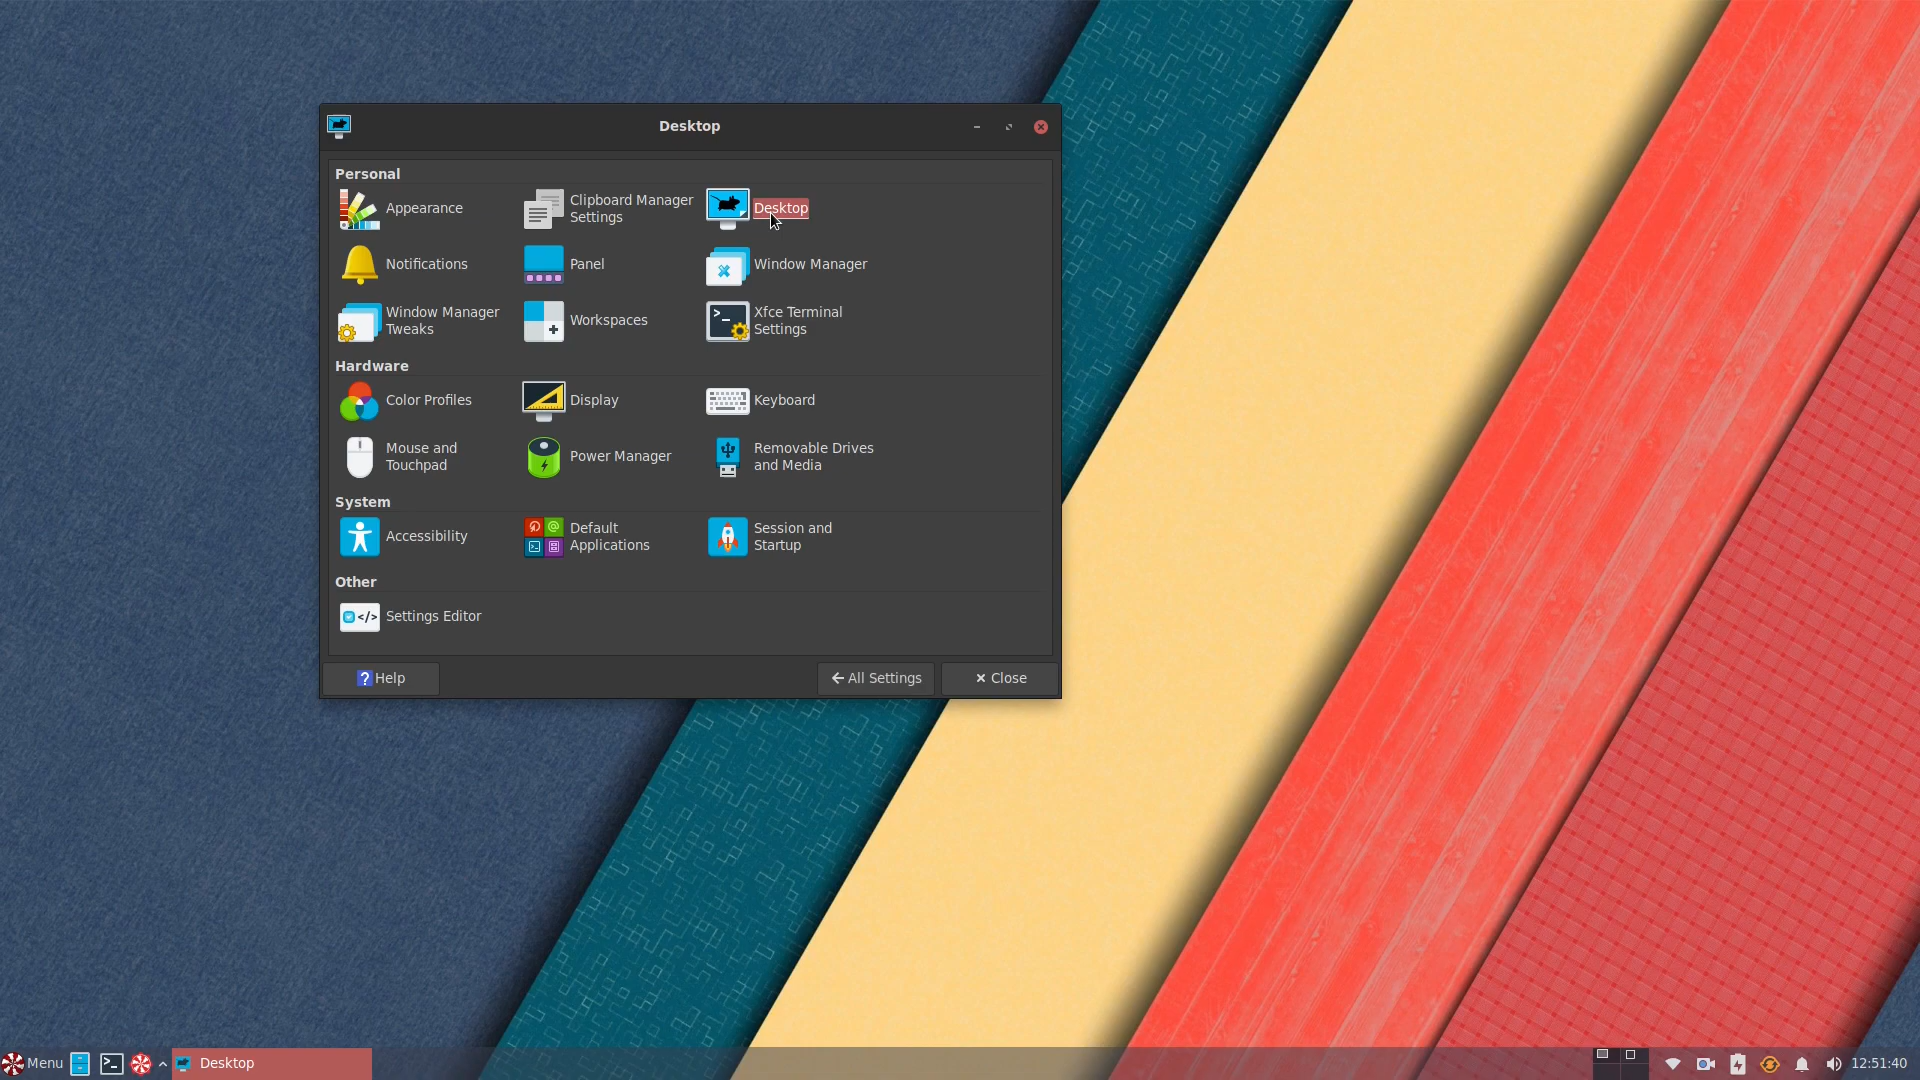 Desktop
Personal
Appearance
Clipboard Manager
Settings
Desktop
Notifications
Panel
Window Manager
Window Manager
Tweaks
Workspaces
Xfce Terminal
Settings
Hardware
Color Profiles
Display
Keyboard
Mouse and
Touchpad
Power Manager
Removable Drives
and Media
System
Accessibility
Default
Applications
Session and
Startup
Other
Settings Editor
Help
All Settings
Close
Menu
Desktop
12:51:40